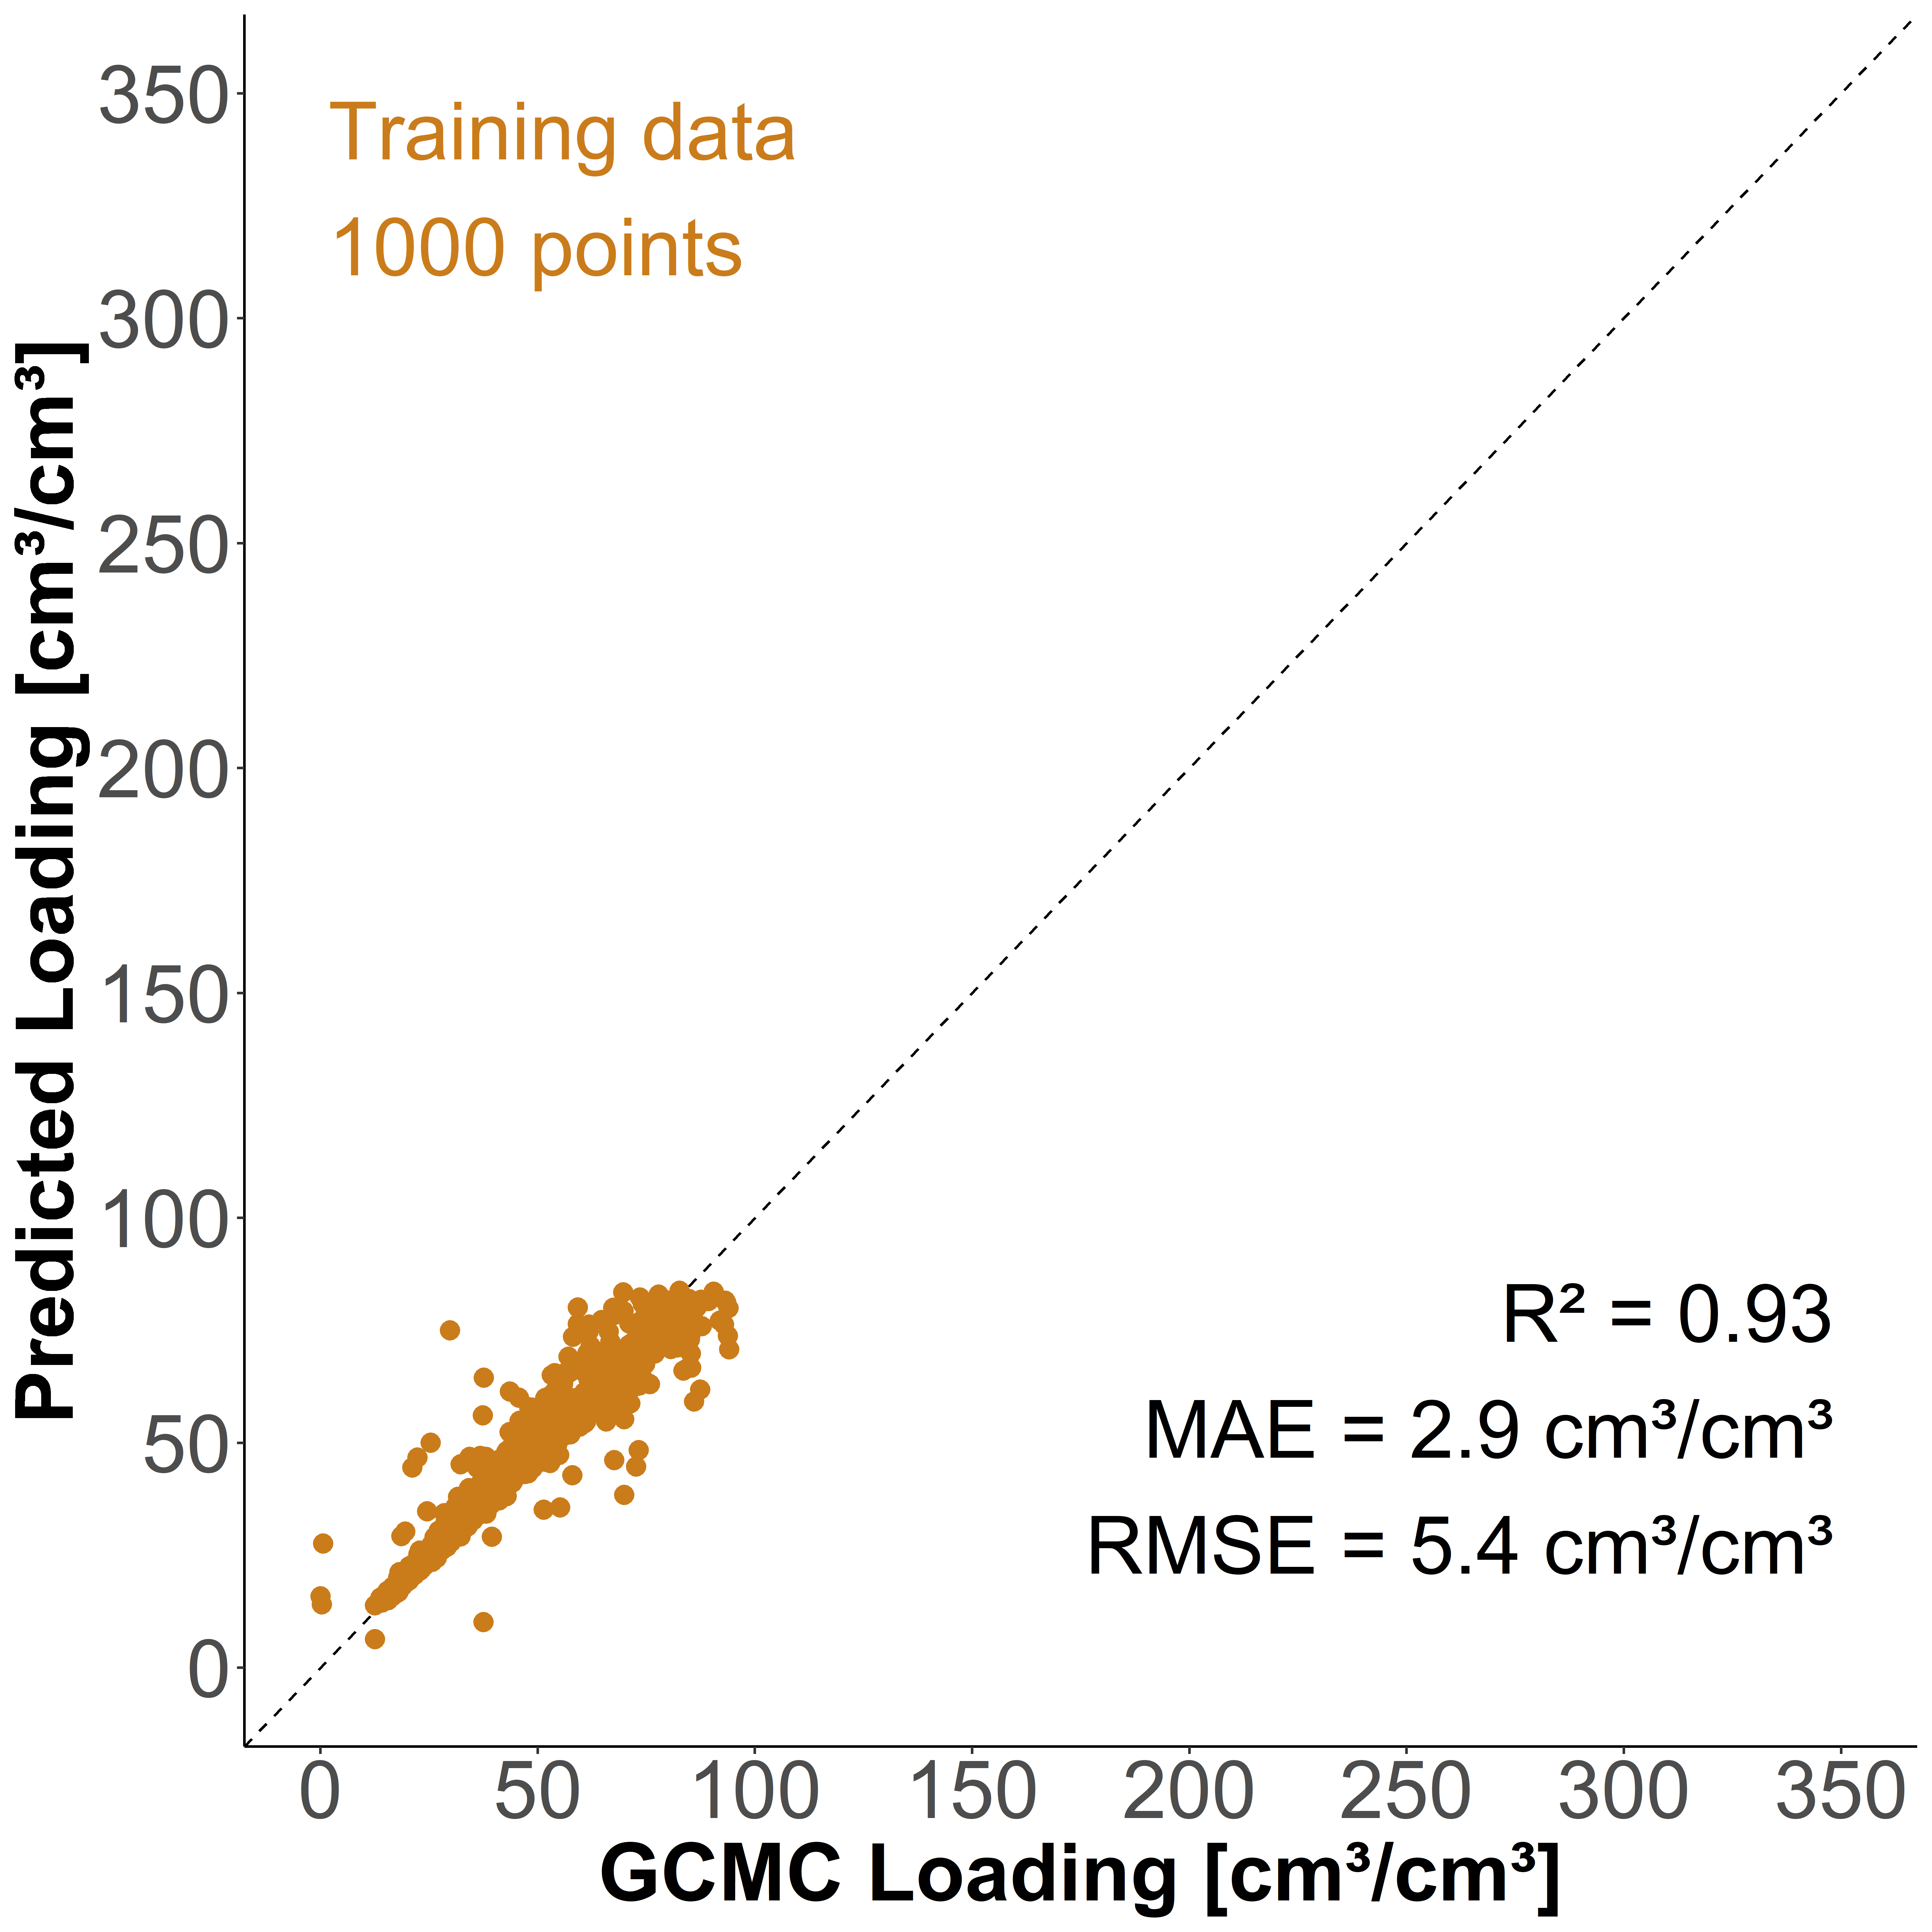 Predicted Loading [cm³/cm³]
350
300
250
200
150
100
50
0
Training data
1000 points
R² = 0.93
MAE = 2.9 cm³/cm³
RMSE = 5.4 cm³/cm³
0 50 100 150 200 250 300 350
GCMC Loading [cm³/cm³]